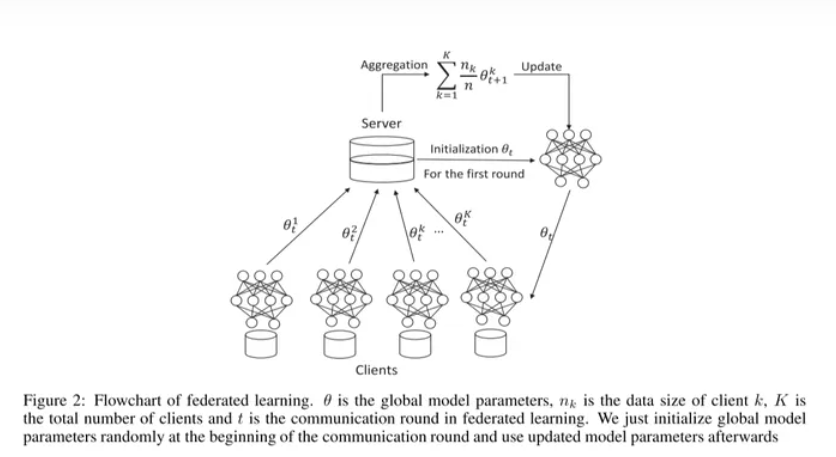 Aggregation
K
∑ n_k/n θ^k_{t+1}
k=1
Update
Server
Initialization θ_t
For the first round
θ^1_t
θ^2_t
θ^k_t
...
θ^K_t
θ_t
Clients
Figure 2: Flowchart of federated learning. θ is the global model parameters, n_k is the data size of client k, K is
the total number of clients and t is the communication round in federated learning. We just initialize global model
parameters randomly at the beginning of the communication round and use updated model parameters afterwards